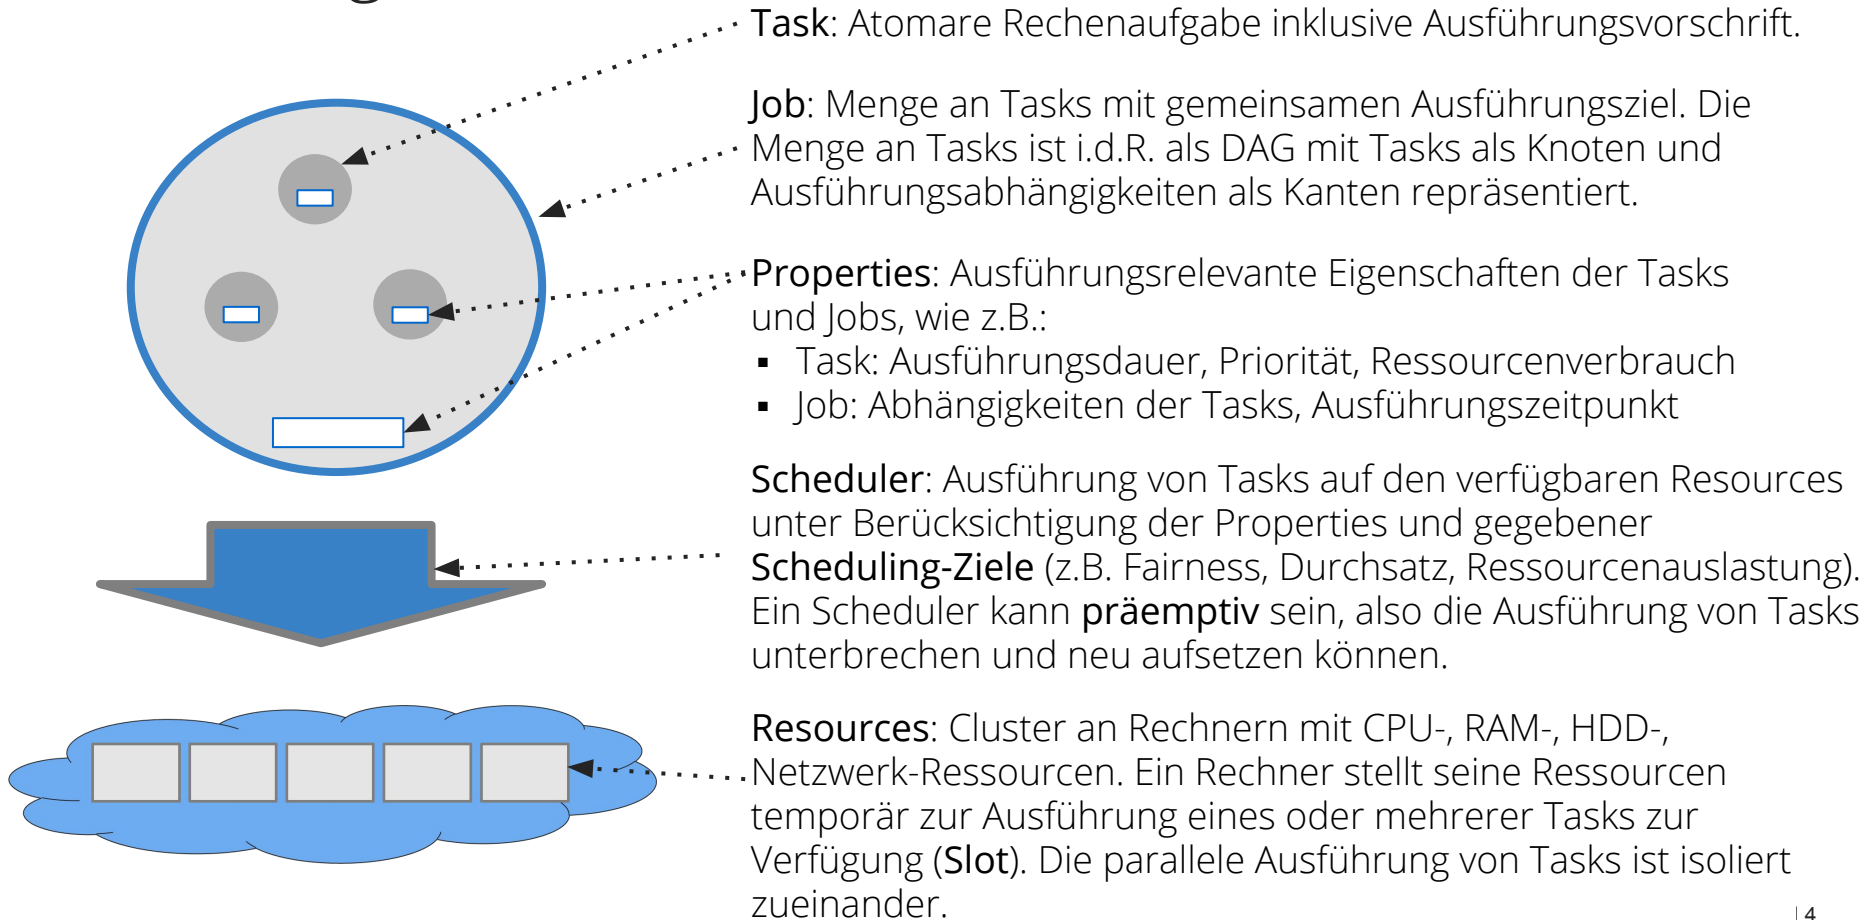 Task: Atomare Rechenaufgabe inklusive Ausführungsvorschrift.
Job: Menge an Tasks mit gemeinsamen Ausführungsziel. Die
Menge an Tasks ist i.d.R. als DAG mit Tasks als Knoten und
Ausführungsabhängigkeiten als Kanten repräsentiert.
Properties: Ausführungsrelevante Eigenschaften der Tasks
und Jobs, wie z.B.:
▪ Task: Ausführungsdauer, Priorität, Ressourcenverbrauch
▪ Job: Abhängigkeiten der Tasks, Ausführungszeitpunkt
Scheduler: Ausführung von Tasks auf den verfügbaren Resources
unter Berücksichtigung der Properties und gegebener
Scheduling-Ziele (z.B. Fairness, Durchsatz, Ressourcenauslastung).
Ein Scheduler kann präemptiv sein, also die Ausführung von Tasks
unterbrechen und neu aufsetzen können.
Resources: Cluster an Rechnern mit CPU-, RAM-, HDD-,
Netzwerk-Ressourcen. Ein Rechner stellt seine Ressourcen
temporär zur Ausführung eines oder mehrerer Tasks zur
Verfügung (Slot). Die parallele Ausführung von Tasks ist isoliert
zueinander.
| 4